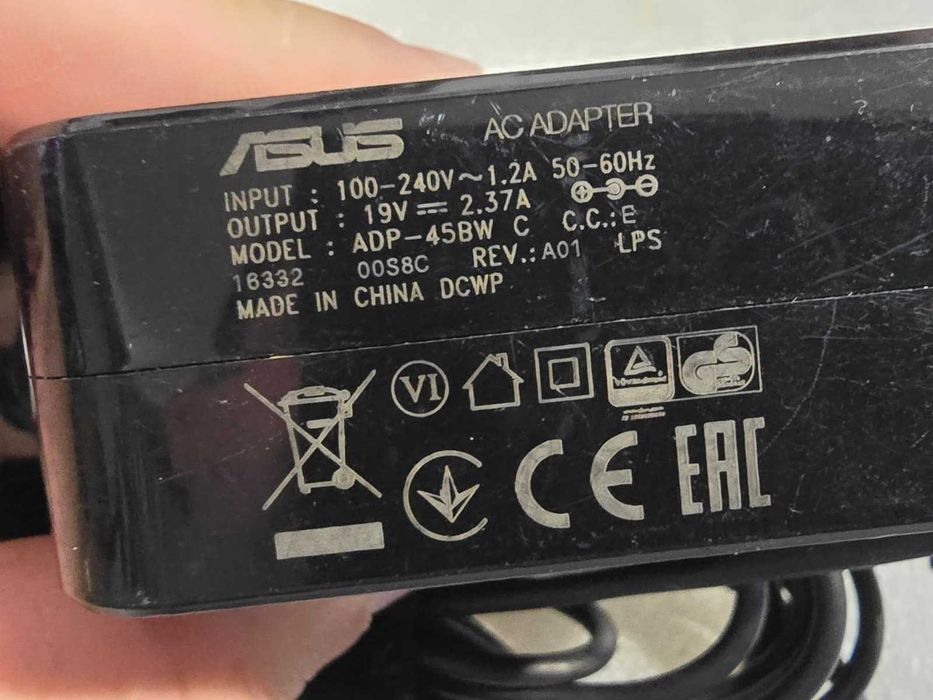 ASUS AC ADAPTER
INPUT : 100-240V~1.2A 50-60Hz
OUTPUT : 19V⎓2.37A
MODEL : ADP-45BW C C.C.:E
16332 00S8C REV.:A01 LPS
MADE IN CHINA DCWP
VI
CE EAC